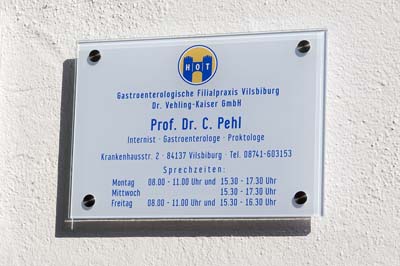 HOT
Gastroenterologische Filialpraxis Vilsbiburg
Dr. Vehling-Kaiser GmbH
Prof. Dr. C. Pehl
Internist · Gastroenterologe · Proktologe
Krankenhausstr. 2 · 84137 Vilsbiburg · Tel. 08741-603153
Sprechzeiten:
Montag 08.00 - 11.00 Uhr und 15.30 - 17.30 Uhr
Mittwoch 15.30 - 17.30 Uhr
Freitag 08.00 - 11.00 Uhr und 15.30 - 16.30 Uhr